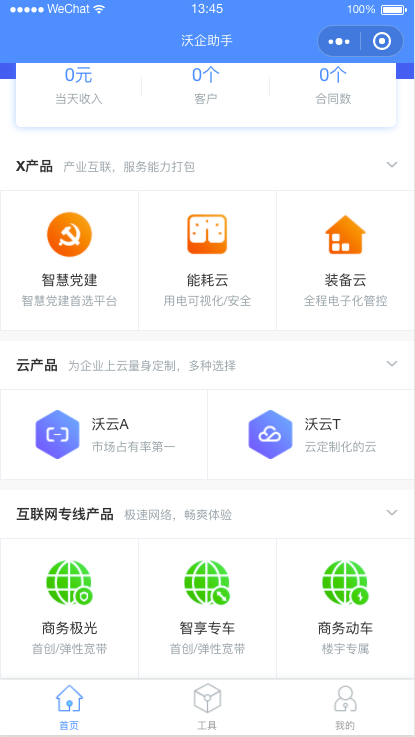 WeChat 13:45 100%
沃企助手
0元 0个 0个
当天收入 客户 合同数
X产品 产业互联，服务能力打包
智慧党建 能耗云 装备云
智慧党建首选平台 用电可视化/安全 全程电子化管控
云产品 为企业上云量身定制，多种选择
沃云A 沃云T
市场占有率第一 云定制化的云
互联网专线产品 极速网络，畅爽体验
商务极光 智享专车 商务动车
首创/弹性宽带 首创/弹性宽带 楼宇专属
首页 工具 我的